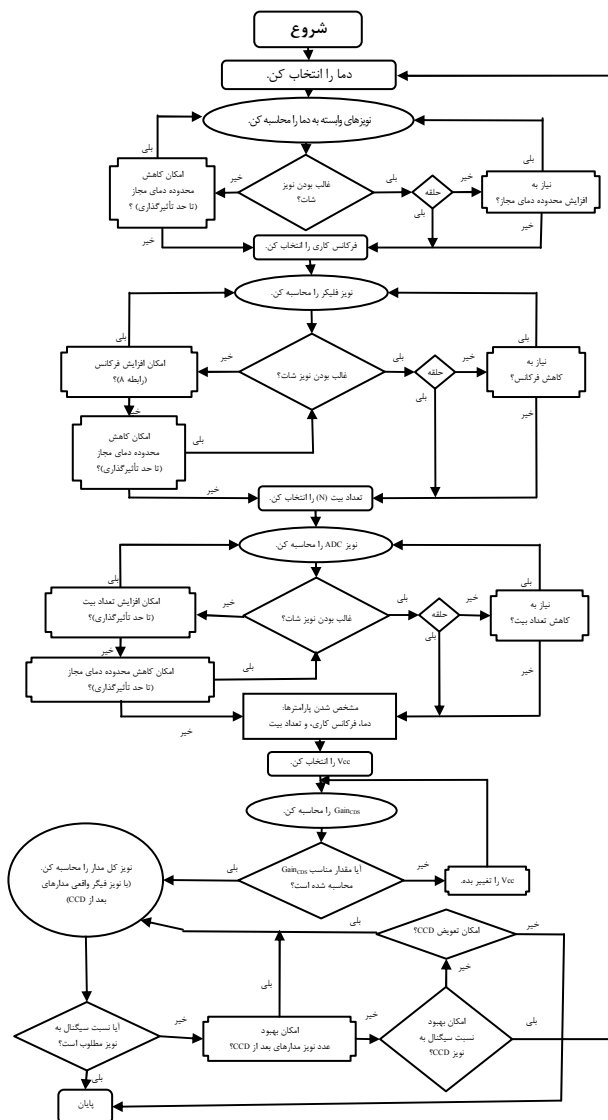 شروع
دما را انتخاب کن.
نویزهای وابسته به دما را محاسبه کن.
بلی
بلی
امکان کاهش
محدوده دمای مجاز
(تا حد تأثیرگذاری) ؟
خیر
غالب بودن نویز
شات؟
بلی
حلقه
خیر
نیاز به
افزایش محدوده دمای مجاز؟
خیر
بلی
خیر
فرکانس کاری را انتخاب کن.
نویز فلیکر را محاسبه کن.
بلی
بلی
امکان افزایش فرکانس
(رابطه ۸)؟
خیر
غالب بودن نویز شات؟
بلی
حلقه
خیر
نیاز به
کاهش فرکانس؟
خیر
بلی
خیر
امکان کاهش
محدوده دمای مجاز
(تا حد تأثیرگذاری)؟
بلی
خیر
تعداد بیت (N) را انتخاب کن.
نویز ADC را محاسبه کن.
بلی
بلی
امکان افزایش تعداد بیت
(تا حد تأثیرگذاری)؟
خیر
غالب بودن نویز شات؟
بلی
حلقه
خیر
نیاز به
کاهش تعداد بیت؟
خیر
بلی
خیر
امکان کاهش محدوده دمای مجاز
(تا حد تأثیرگذاری)؟
بلی
خیر
مشخص شدن پارامترها:
دما، فرکانس کاری، و تعداد بیت
Vcc را انتخاب کن.
GainCDS را محاسبه کن.
آیا مقدار مناسب GainCDS
محاسبه شده است؟
خیر
Vcc را تغییر بده.
بلی
نویز کل مدار را محاسبه کن.
(با نویز فیگر واقعی مدارهای
بعد از CCD)
بلی
امکان تعویض CCD؟
خیر
بلی
خیر
آیا نسبت سیگنال به
نویز مطلوب است؟
خیر
امکان بهبود
عدد نویز مدارهای بعد از CCD؟
خیر
امکان بهبود
نسبت سیگنال به
نویز CCD؟
بلی
بلی
پایان